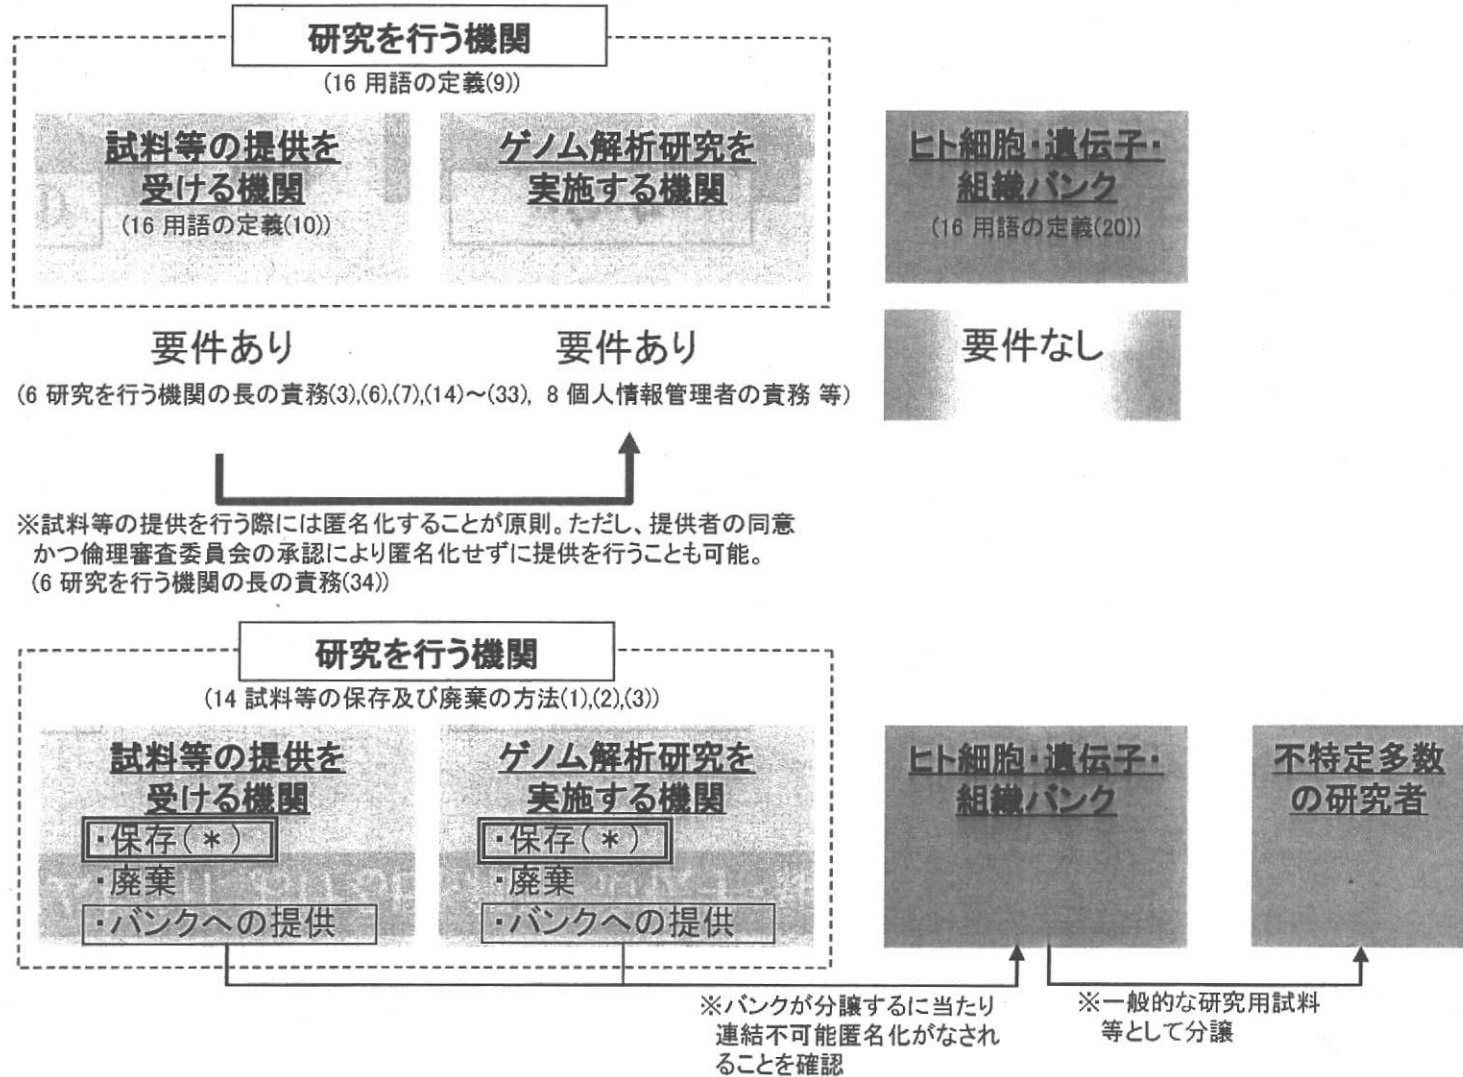 研究を行う機関
(16 用語の定義(9))
試料等の提供を
受ける機関
(16 用語の定義(10))
ゲノム解析研究を
実施する機関
ヒト細胞・遺伝子・
組織バンク
(16 用語の定義(20))
要件あり
要件あり
要件なし
(6 研究を行う機関の長の責務(3),(6),(7),(14)～(33), 8 個人情報管理者の責務 等)
※試料等の提供を行う際には匿名化することが原則。ただし、提供者の同意
かつ倫理審査委員会の承認により匿名化せずに提供を行うことも可能。
(6 研究を行う機関の長の責務(34))
研究を行う機関
(14 試料等の保存及び廃棄の方法(1),(2),(3))
試料等の提供を
受ける機関
・保存(＊)
・廃棄
・バンクへの提供
ゲノム解析研究を
実施する機関
・保存(＊)
・廃棄
・バンクへの提供
ヒト細胞・遺伝子・
組織バンク
不特定多数
の研究者
※バンクが分譲するに当たり
連結不可能匿名化がなされ
ることを確認
※一般的な研究用試料
等として分譲